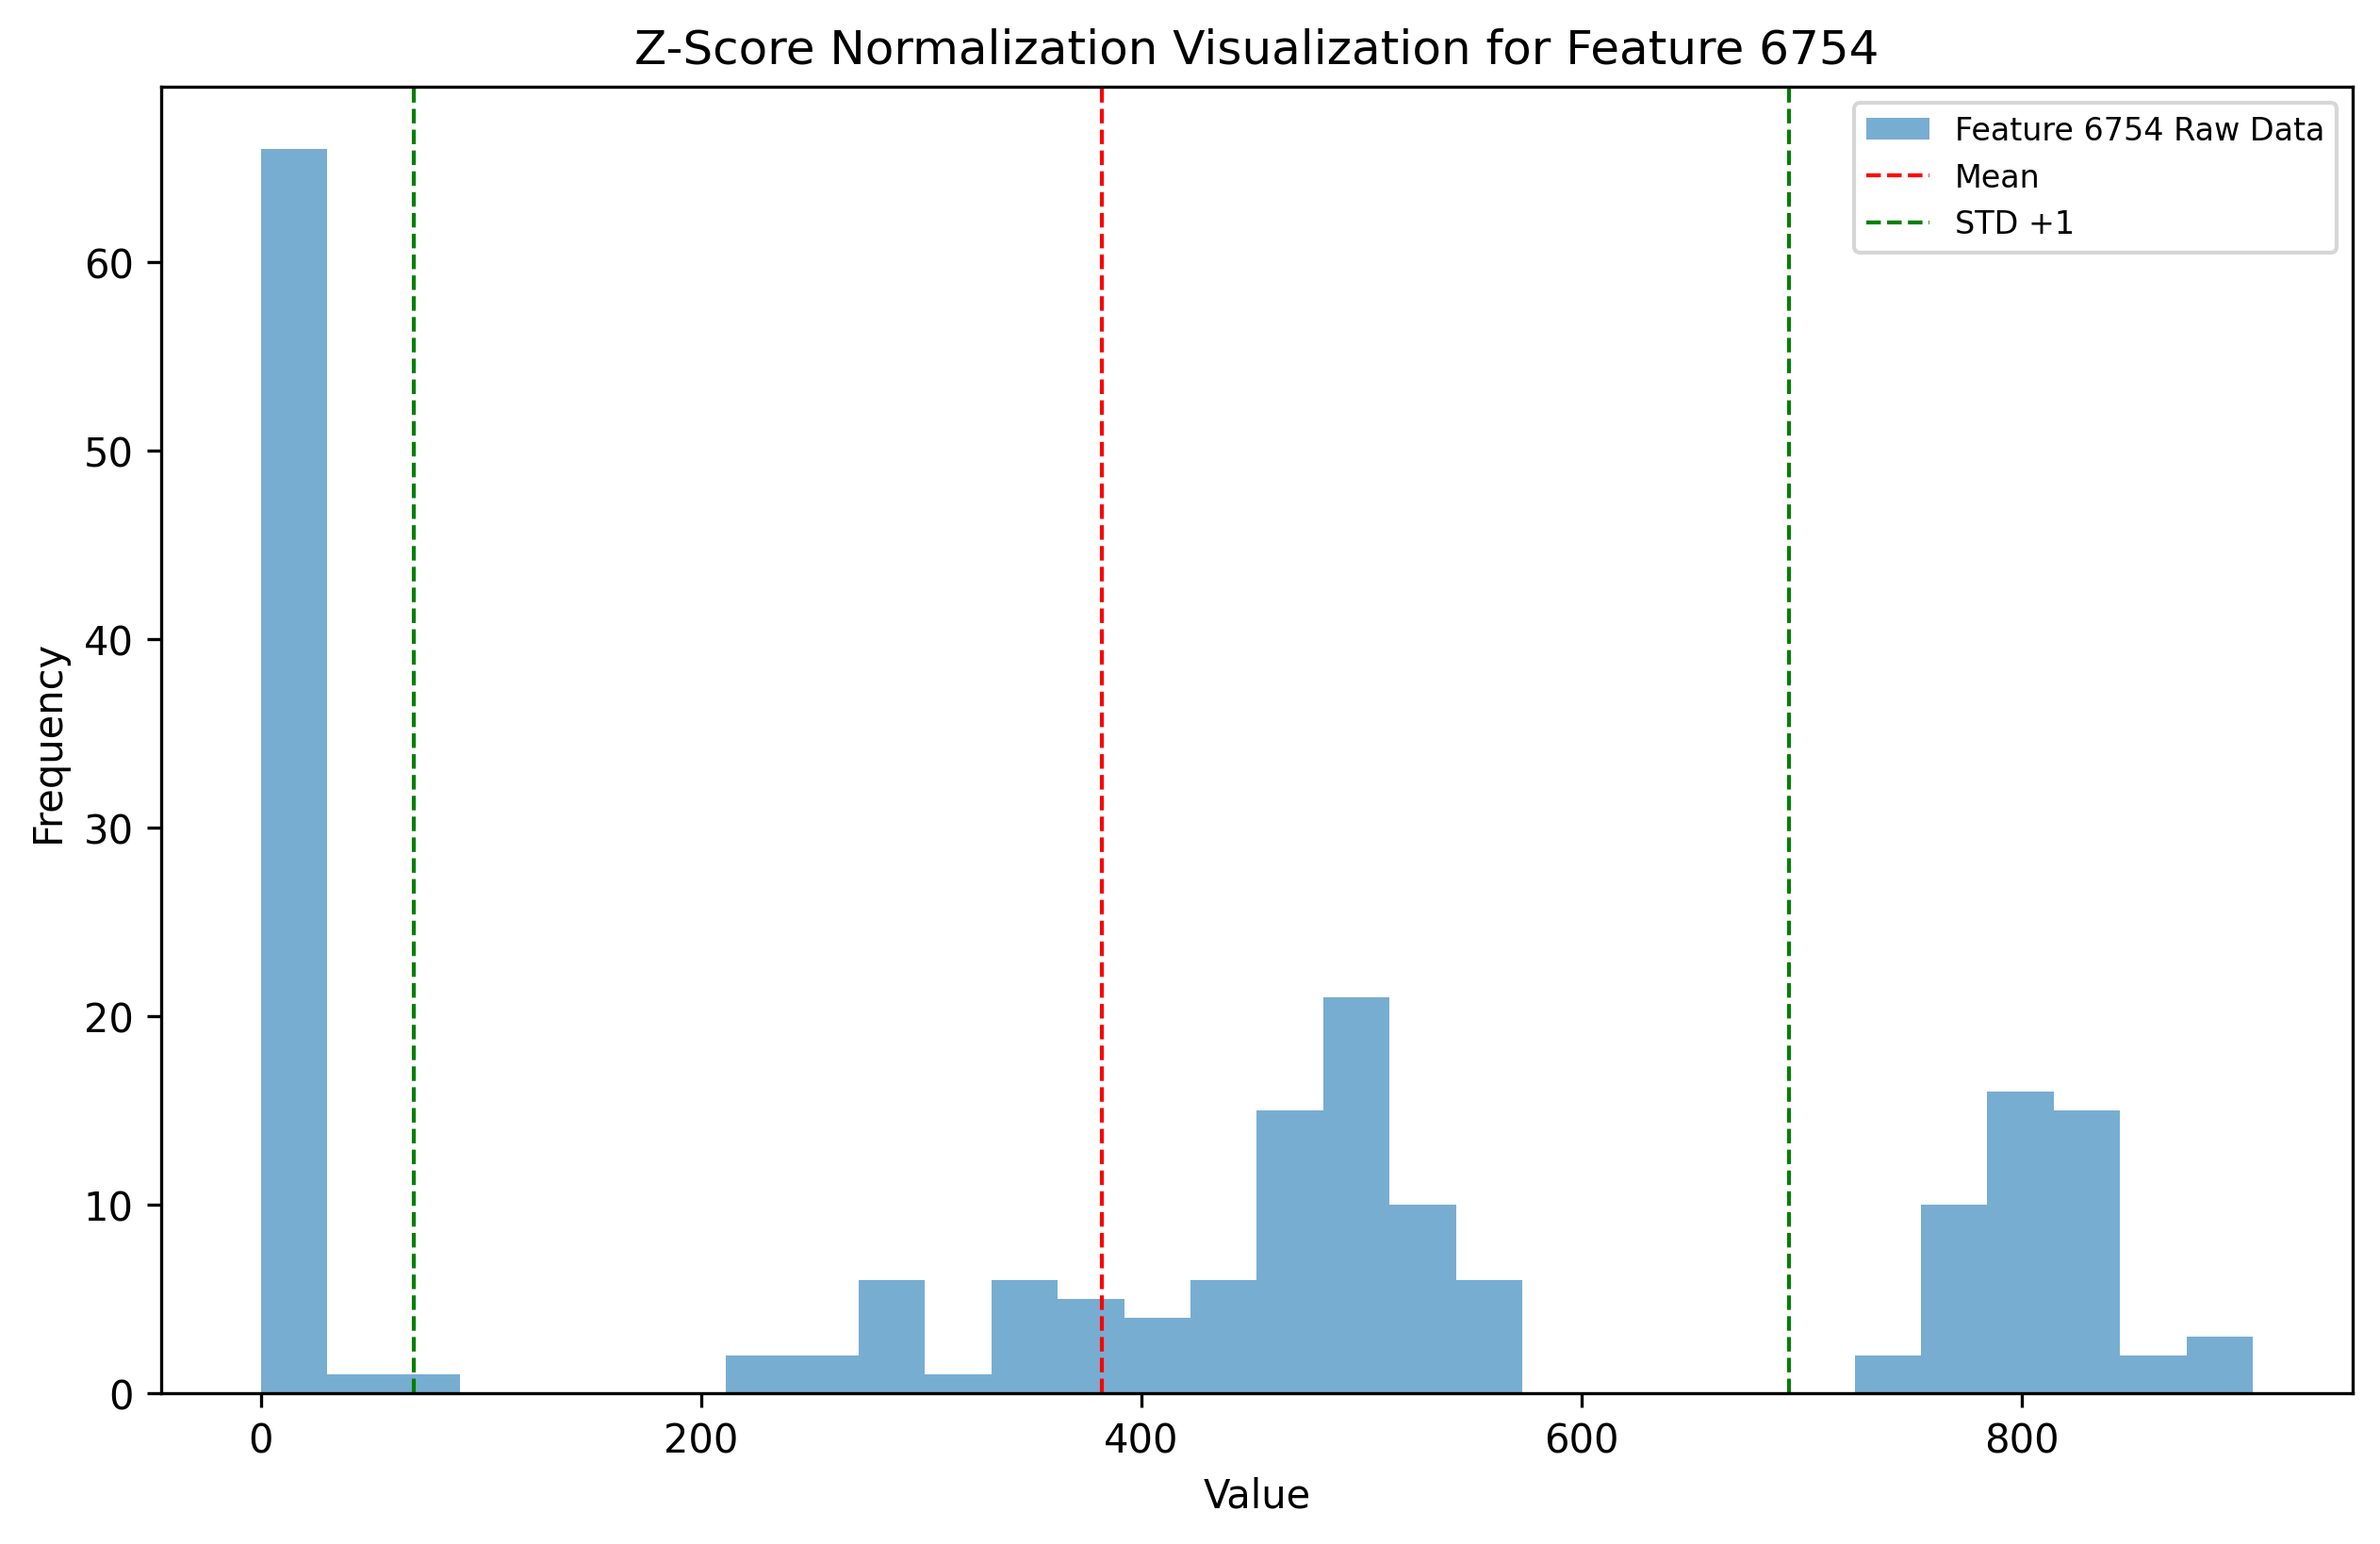 Z-Score Normalization Visualization for Feature 6754
Feature 6754 Raw Data
Mean
STD +1
60
50
40
30
20
10
0
Frequency
0 200 400 600 800
Value